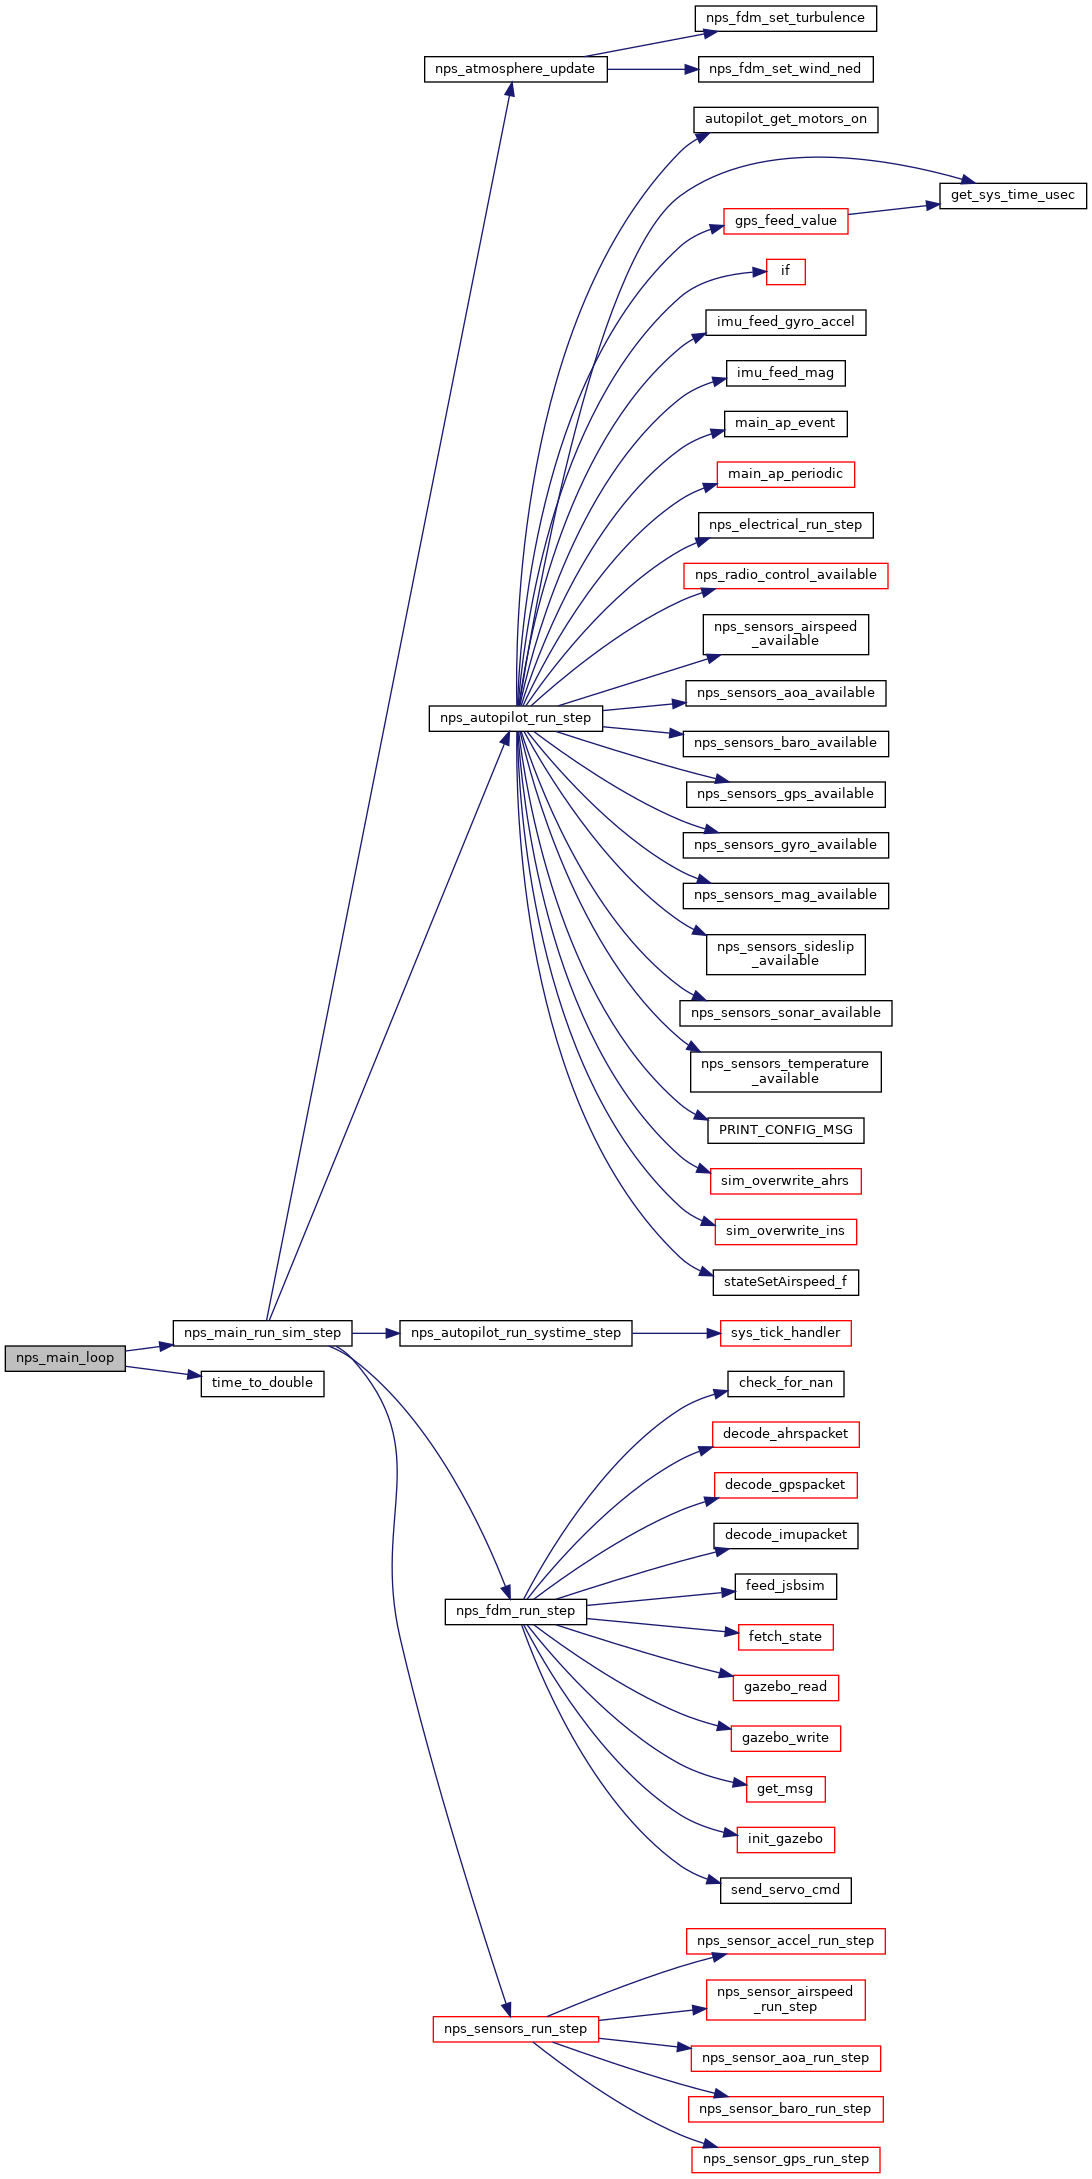 nps_fdm_set_turbulence
nps_atmosphere_update
nps_fdm_set_wind_ned
autopilot_get_motors_on
get_sys_time_usec
gps_feed_value
if
imu_feed_gyro_accel
imu_feed_mag
main_ap_event
main_ap_periodic
nps_electrical_run_step
nps_radio_control_available
nps_sensors_airspeed
_available
nps_sensors_aoa_available
nps_autopilot_run_step
nps_sensors_baro_available
nps_sensors_gps_available
nps_sensors_gyro_available
nps_sensors_mag_available
nps_sensors_sideslip
_available
nps_sensors_sonar_available
nps_sensors_temperature
_available
PRINT_CONFIG_MSG
sim_overwrite_ahrs
sim_overwrite_ins
stateSetAirspeed_f
nps_main_run_sim_step
nps_autopilot_run_systime_step
sys_tick_handler
nps_main_loop
time_to_double
check_for_nan
decode_ahrspacket
decode_gpspacket
decode_imupacket
feed_jsbsim
nps_fdm_run_step
fetch_state
gazebo_read
gazebo_write
get_msg
init_gazebo
send_servo_cmd
nps_sensor_accel_run_step
nps_sensor_airspeed
_run_step
nps_sensors_run_step
nps_sensor_aoa_run_step
nps_sensor_baro_run_step
nps_sensor_gps_run_step